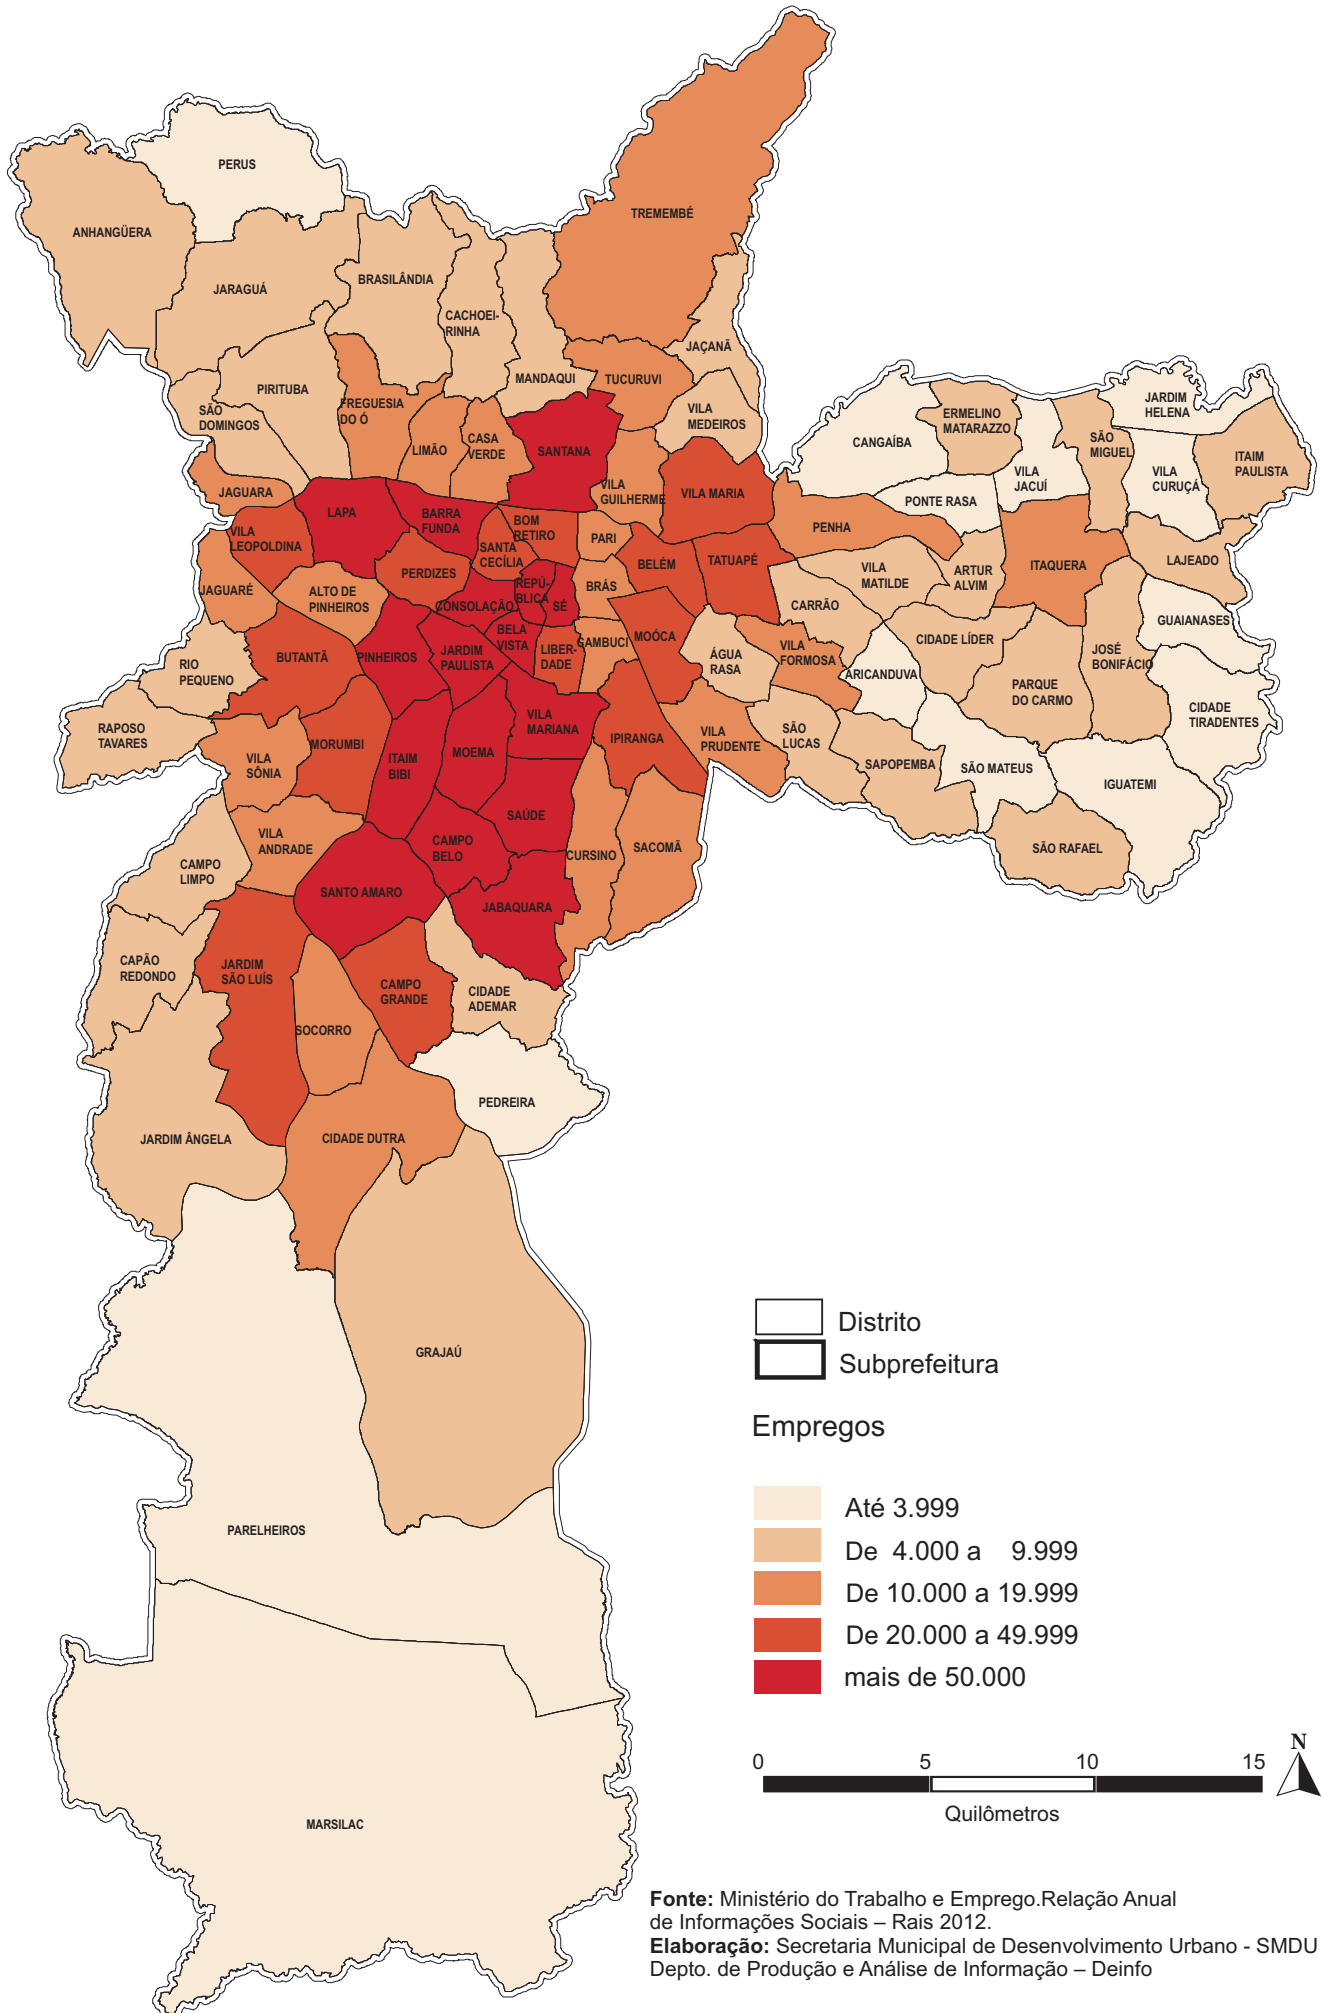 PERUS
ANHANGÜERA
TREMEMBÉ
JARAGUÁ
BRASILÂNDIA
CACHOEI-
RINHA
MANDAQUI
JAÇANÃ
TUCURUVI
PIRITUBA
SÃO
DOMINGOS
FREGUESIA
DO Ó
LIMÃO
CASA
VERDE
SANTANA
VILA
MEDEIROS
VILA
GUILHERME
VILA MARIA
JAGUARA
LAPA
BARRA
FUNDA
BOM
RETIRO
PARI
VILA
LEOPOLDINA
SANTA
CECÍLIA
PERDIZES
BELÉM
TATUAPÉ
JAGUARÉ
ALTO DE
PINHEIROS
CONSOLAÇÃO
REPÚ-
BLICA
SÉ
BRÁS
BELA
VISTA
LIBER-
DADE
CAMBUCI
MOÓCA
BUTANTÃ
PINHEIROS
JARDIM
PAULISTA
RIO
PEQUENO
RAPOSO
TAVARES
VILA
SÔNIA
MORUMBI
ITAIM
BIBI
MOEMA
VILA
MARIANA
IPIRANGA
VILA
PRUDENTE
ÁGUA
RASA
VILA
FORMOSA
CARRÃO
SÃO
LUCAS
SAPOPEMBA
CANGAÍBA
ERMELINO
MATARAZZO
PONTE RASA
VILA
JACUÍ
SÃO
MIGUEL
JARDIM
HELENA
VILA
CURUÇÁ
ITAIM
PAULISTA
PENHA
VILA
MATILDE
ARTUR
ALVIM
ITAQUERA
LAJEADO
GUAIANASES
CIDADE LÍDER
JOSÉ
BONIFÁCIO
ARICANDUVA
PARQUE
DO CARMO
CIDADE
TIRADENTES
SÃO MATEUS
IGUATEMI
SÃO RAFAEL
CAMPO
LIMPO
VILA
ANDRADE
CAMPO
BELO
SAÚDE
CURSINO
SACOMÃ
SANTO AMARO
JABAQUARA
CAPÃO
REDONDO
JARDIM
SÃO LUÍS
SOCORRO
CAMPO
GRANDE
CIDADE
ADEMAR
PEDREIRA
JARDIM ÂNGELA
CIDADE DUTRA
GRAJAÚ
PARELHEIROS
MARSILAC
Distrito
Subprefeitura
Empregos
Até 3.999
De 4.000 a 9.999
De 10.000 a 19.999
De 20.000 a 49.999
mais de 50.000
0 5 10 15
Quilômetros
N
Fonte: Ministério do Trabalho e Emprego.Relação Anual
de Informações Sociais – Rais 2012.
Elaboração: Secretaria Municipal de Desenvolvimento Urbano - SMDU
Depto. de Produção e Análise de Informação – Deinfo